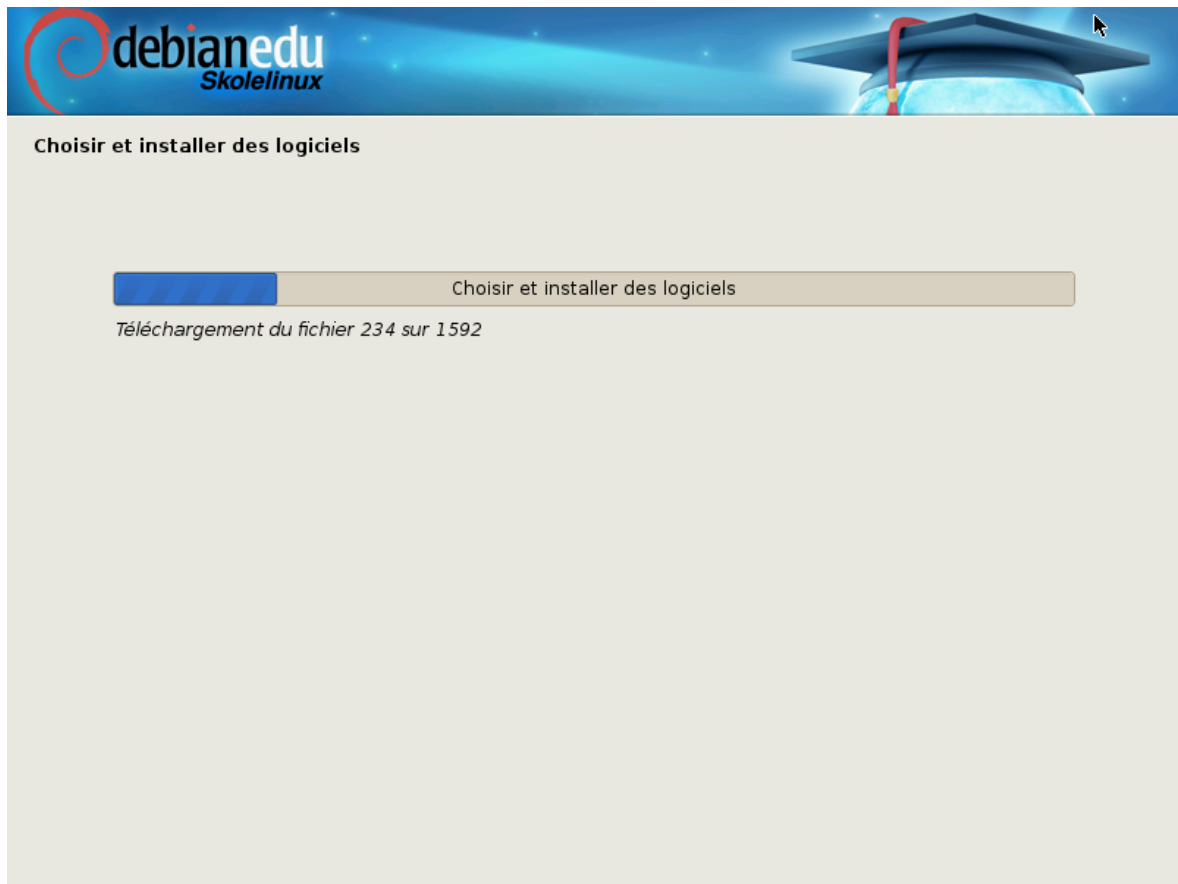 debianedu
Skolelinux
Choisir et installer des logiciels
Choisir et installer des logiciels
Téléchargement du fichier 234 sur 1592